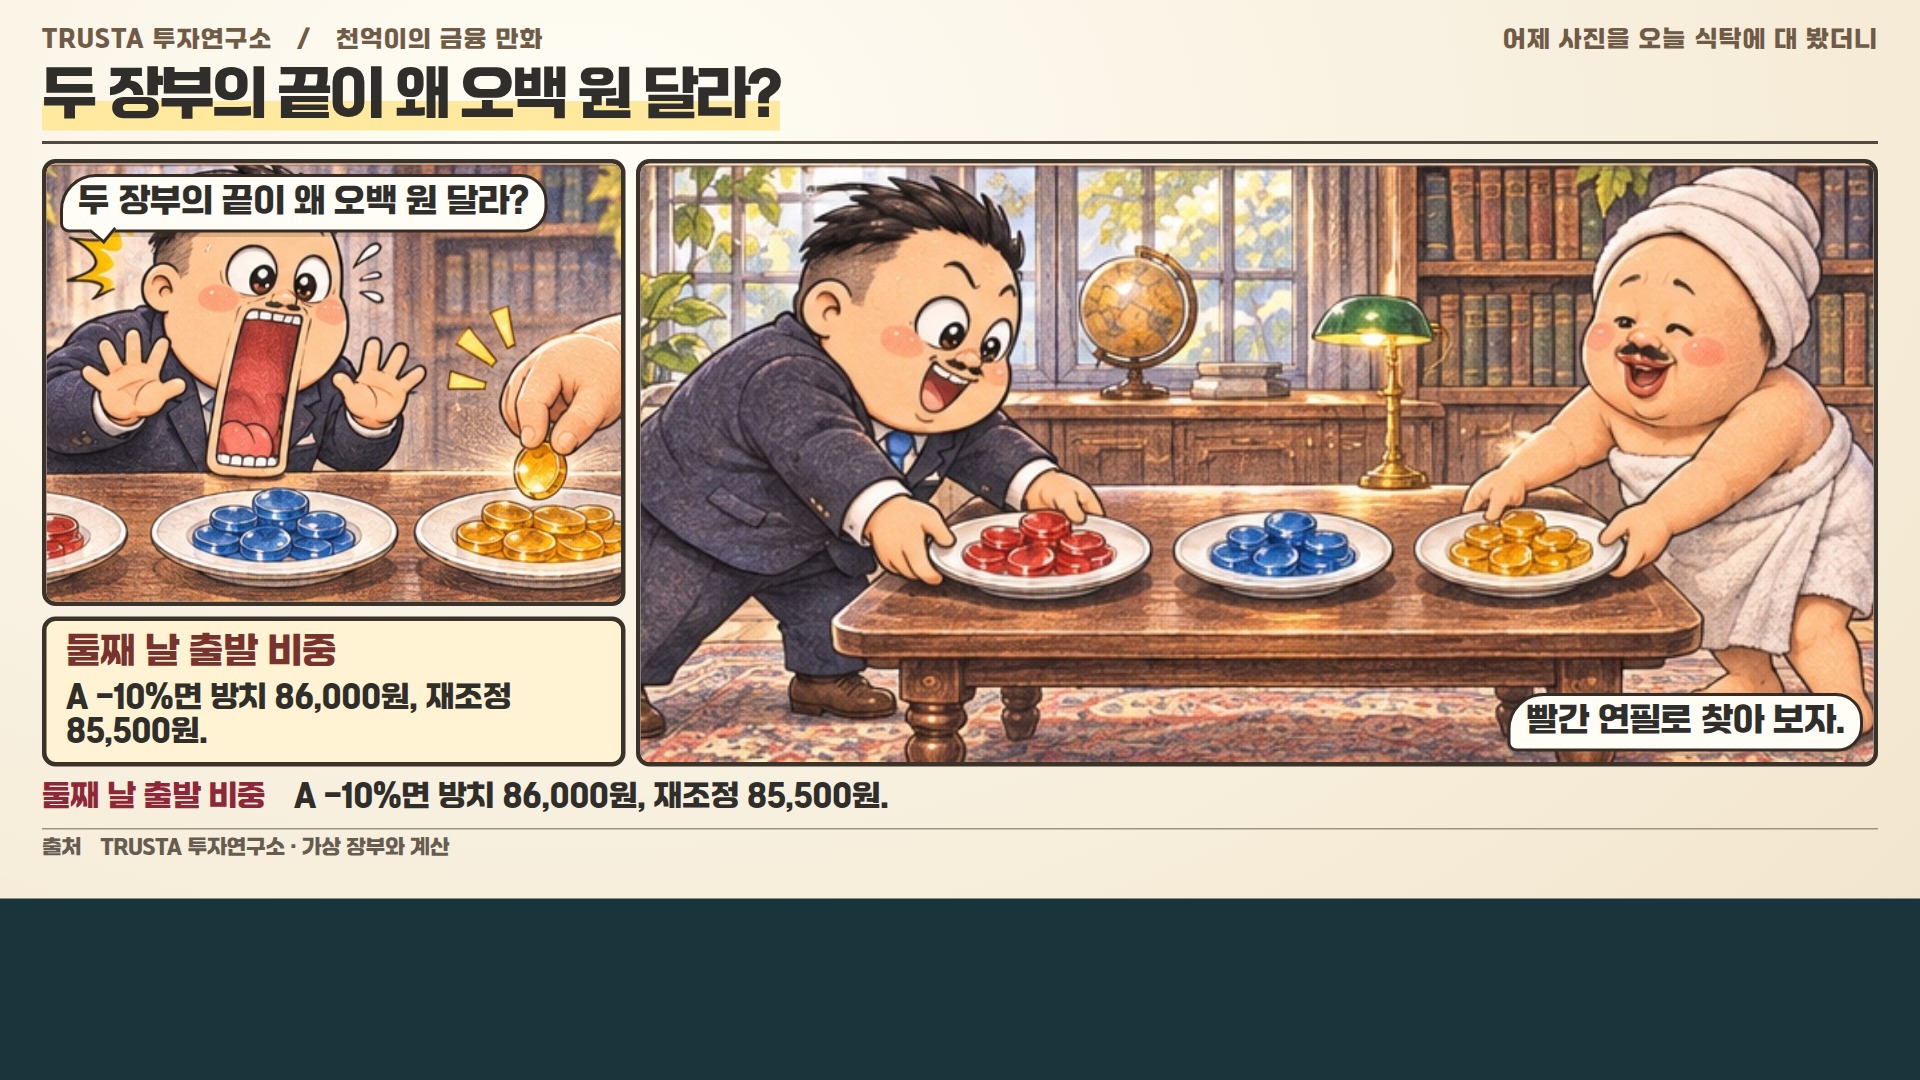 TRUSTA 투자연구소 / 천억이의 금융 만화
어제 사진을 오늘 식탁에 대 봤더니
두 장부의 끝이 왜 오백 원 달라?
두 장부의 끝이 왜 오백 원 달라?
둘째 날 출발 비중
A −10%면 방치 86,000원, 재조정
85,500원.
빨간 연필로 찾아 보자.
둘째 날 출발 비중 A −10%면 방치 86,000원, 재조정 85,500원.
출처 TRUSTA 투자연구소 · 가상 장부와 계산